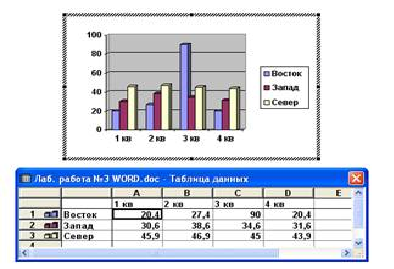 100
80
60
40
20
0
1 кв 2 кв 3 кв 4 кв
Восток
Запад
Север
Лаб. работа №3 WORD.doc - Таблица данных
A B C D E
1 кв 2 кв 3 кв 4 кв
1 Восток 20,4 27,4 90 20,4
2 Запад 30,6 38,6 34,6 31,6
3 Север 45,9 46,9 45 43,9
4